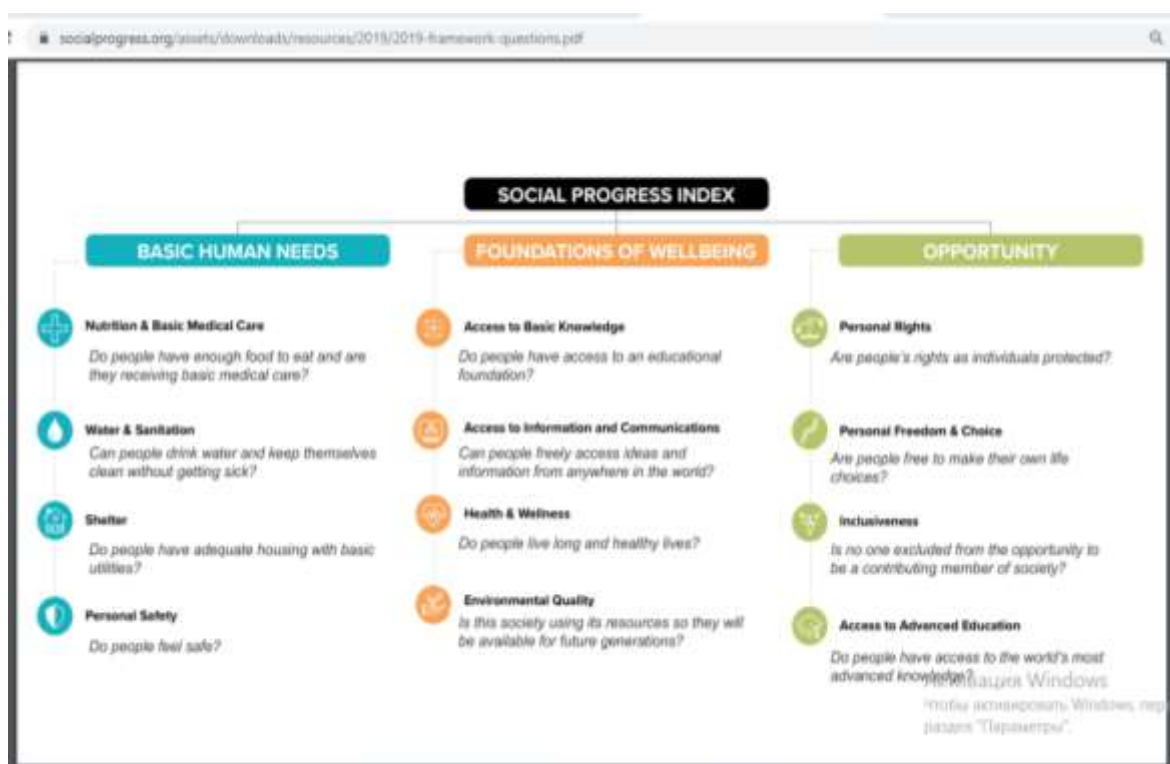 socialprogress.org/assets/downloads/resources/2019/2019-framework-questions.pdf
SOCIAL PROGRESS INDEX
BASIC HUMAN NEEDS
Nutrition & Basic Medical Care
Do people have enough food to eat and are
they receiving basic medical care?
Water & Sanitation
Can people drink water and keep themselves
clean without getting sick?
Shelter
Do people have adequate housing with basic
utilities?
Personal Safety
Do people feel safe?
FOUNDATIONS OF WELLBEING
Access to Basic Knowledge
Do people have access to an educational
foundation?
Access to Information and Communications
Can people freely access ideas and
information from anywhere in the world?
Health & Wellness
Do people live long and healthy lives?
Environmental Quality
Is this society using its resources so they will
be available for future generations?
OPPORTUNITY
Personal Rights
Are people's rights as individuals protected?
Personal Freedom & Choice
Are people free to make their own life
choices?
Inclusiveness
Is no one excluded from the opportunity to
be a contributing member of society?
Access to Advanced Education
Do people have access to the world's most
advanced knowledge?
Активация Windows
Чтобы активировать Windows, пер
раздел "Параметры".